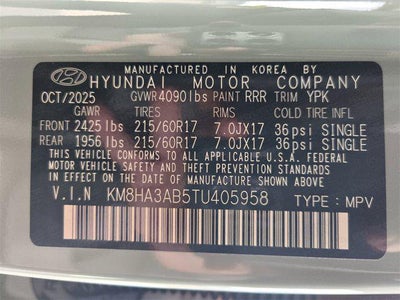 MANUFACTURED IN KOREA BY
HYUNDAI MOTOR COMPANY
OCT/2025 GVWR 4090lbs PAINT RRR TRIM YPK
GAWR TIRES RIMS COLD TIRE INFL
FRONT 2425lbs 215/60R17 7.0JX17 36psi SINGLE
REAR 1956lbs 215/60R17 7.0JX17 36psi SINGLE
THIS VEHICLE CONFORMS TO ALL APPLICABLE U.S.A. FEDERAL
MOTOR VEHICLE SAFETY, BUMPER, AND THEFT PREVENTION
STANDARDS IN EFFECT ON THE DATE OF MANUFACTURE SHOWN ABOVE.
V.I.N KM8HA3AB5TU405958 TYPE : MPV